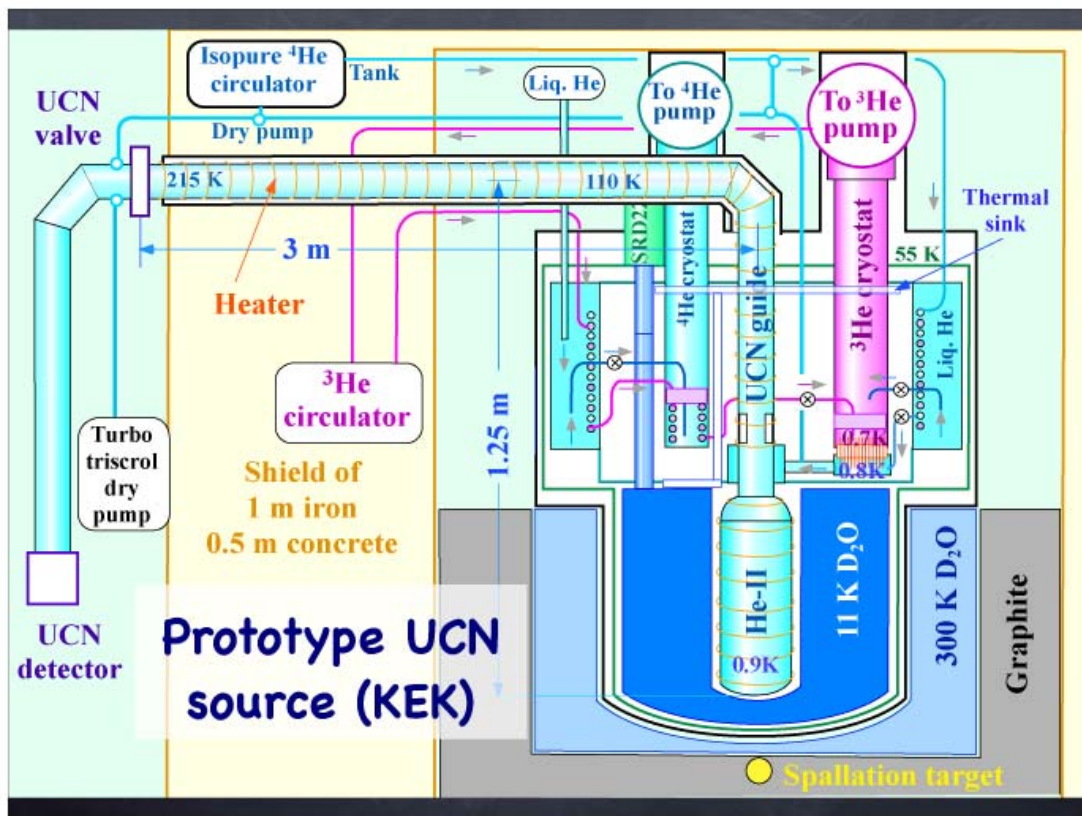 Isopure ⁴He
circulator
Tank
Dry pump
UCN
valve
Liq. He
To ⁴He
pump
To ³He
pump
215 K
110 K
Thermal
sink
3 m
Heater
SRD22
⁴He cryostat
UCN guide
³He cryostat
55 K
Liq. He
³He
circulator
1.25 m
Turbo
triscrol
dry
pump
Shield of
1 m iron
0.5 m concrete
0.7K
0.8K
He-II
0.9K
11 K D₂O
300 K D₂O
Graphite
UCN
detector
Prototype UCN
source (KEK)
Spallation target